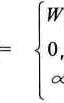 = { W
0,
∝